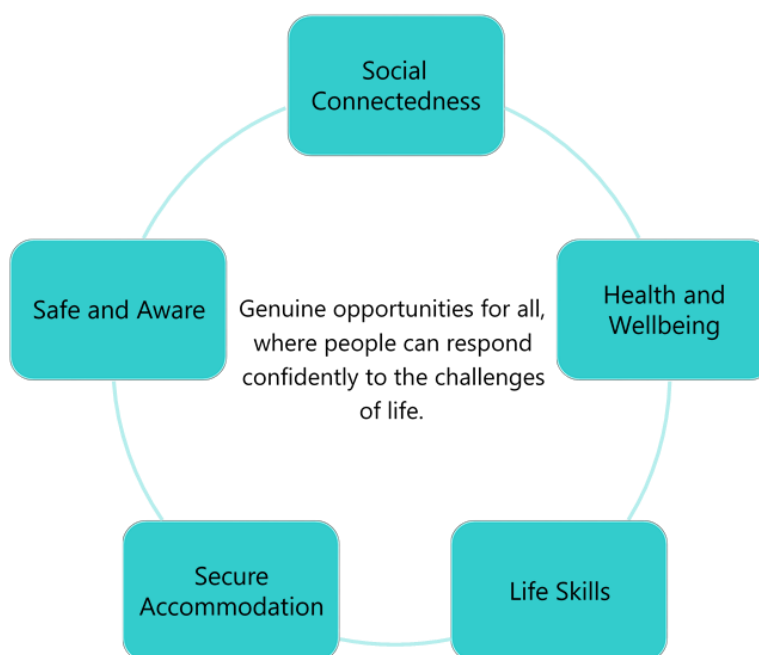 Social
Connectedness
Health and
Wellbeing
Life Skills
Secure
Accommodation
Safe and Aware
Genuine opportunities for all,
where people can respond
confidently to the challenges
of life.